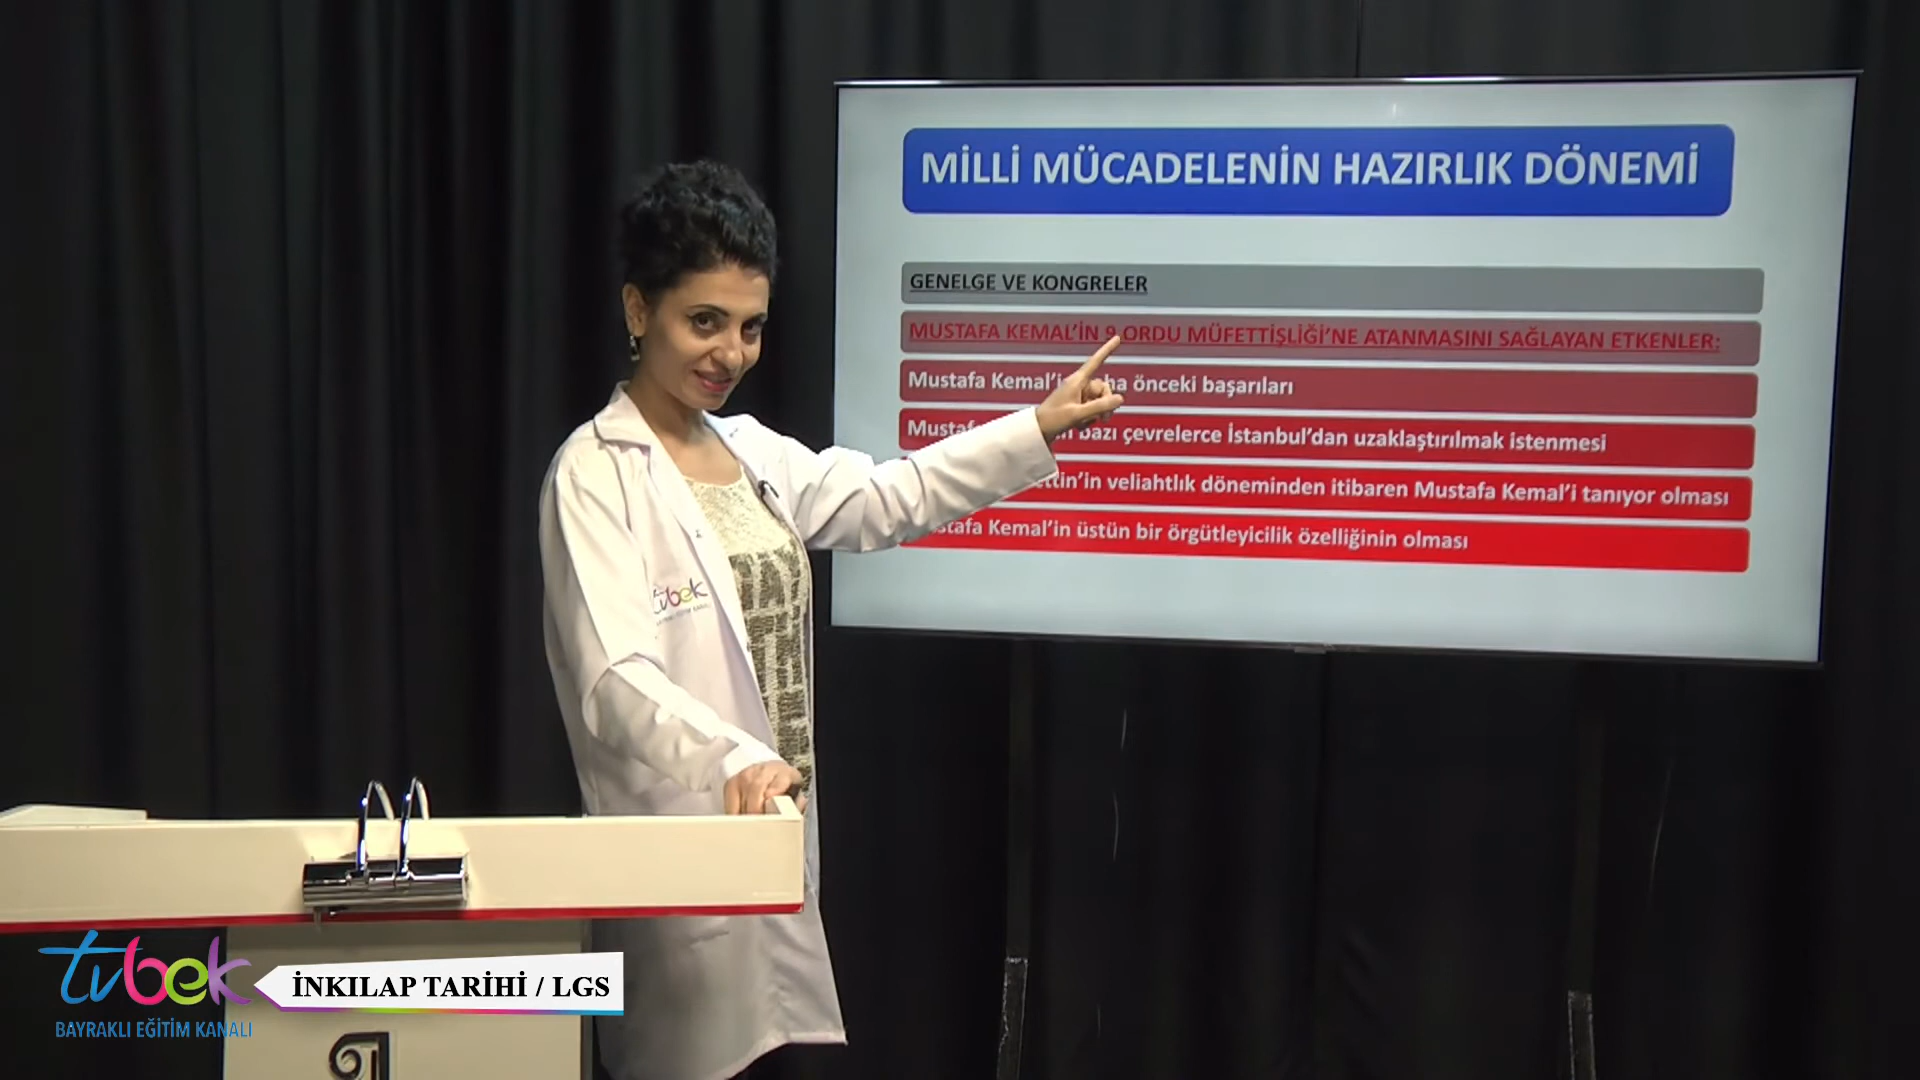 MİLLİ MÜCADELENİN HAZIRLIK DÖNEMİ
GENELGE VE KONGRELER
MUSTAFA KEMAL'İN 9 ORDU MÜFETTİŞLİĞİ'NE ATANMASINI SAĞLAYAN ETKENLER:
Mustafa Kemal'in önceki başarıları
bazı çevrelerce İstanbul'dan uzaklaştırılmak istenmesi
veliahtlık döneminden itibaren Mustafa Kemal'i tanıyor olması
Mustafa Kemal'in üstün bir örgütleyicilik özelliğinin olması
tvbek
tvbek
BAYRAKLI EĞİTİM KANALI
İNKILAP TARİHİ / LGS